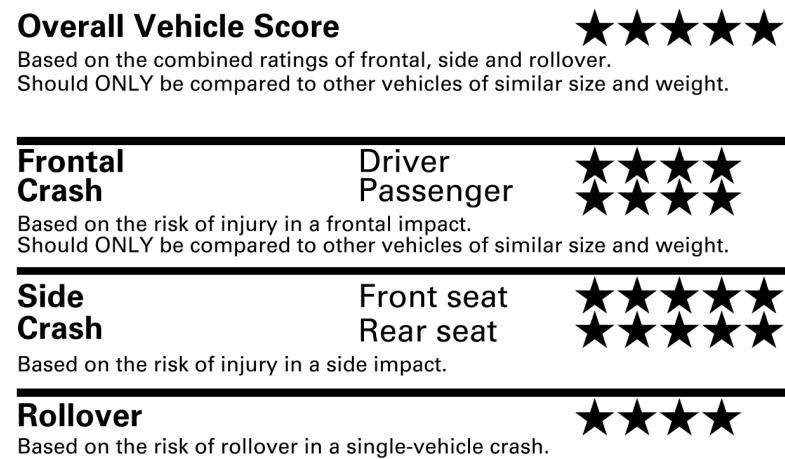 Overall Vehicle Score ★★★★★
Based on the combined ratings of frontal, side and rollover.
Should ONLY be compared to other vehicles of similar size and weight.
Frontal Driver ★★★★
Crash Passenger ★★★★
Based on the risk of injury in a frontal impact.
Should ONLY be compared to other vehicles of similar size and weight.
Side Front seat ★★★★★
Crash Rear seat ★★★★★
Based on the risk of injury in a side impact.
Rollover ★★★★
Based on the risk of rollover in a single-vehicle crash.